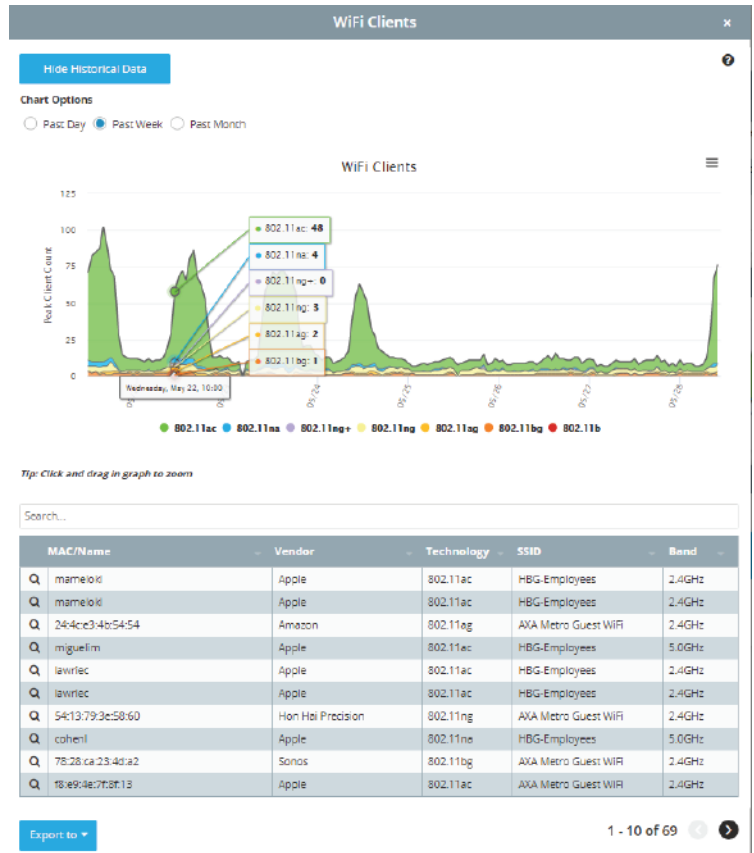 WiFi Clients ×
Hide Historical Data
?
Chart Options
Past Day Past Week Past Month
WiFi Clients
125
100
75
50
25
0
Peak Client Count
802.11ac: 48
802.11na: 4
802.11ng+: 0
802.11ng: 3
802.11ag: 2
802.11bg: 1
Wednesday, May 22, 10:00
05/24
05/25
05/26
05/27
05/28
802.11ac 802.11na 802.11ng+ 802.11ng 802.11ag 802.11bg 802.11b
Tip: Click and drag in graph to zoom
Search...
MAC/Name Vendor Technology SSID Band
mameloki Apple 802.11ac HBG-Employees 2.4GHz
mameloki Apple 802.11ac HBG-Employees 2.4GHz
24:4c:e3:4b:54:54 Amazon 802.11ag AXA Metro Guest WiFi 2.4GHz
miguelim Apple 802.11ac HBG-Employees 5.0GHz
lawriec Apple 802.11ac HBG-Employees 2.4GHz
lawriec Apple 802.11ac HBG-Employees 2.4GHz
54:13:79:3e:58:60 Hon Hai Precision 802.11ng AXA Metro Guest WiFi 2.4GHz
cohenl Apple 802.11na HBG-Employees 5.0GHz
78:28:ca:23:4d:a2 Sonos 802.11bg AXA Metro Guest WiFi 2.4GHz
f8:e9:4e:7f:8f:13 Apple 802.11ac AXA Metro Guest WiFi 2.4GHz
Export to
1 - 10 of 69